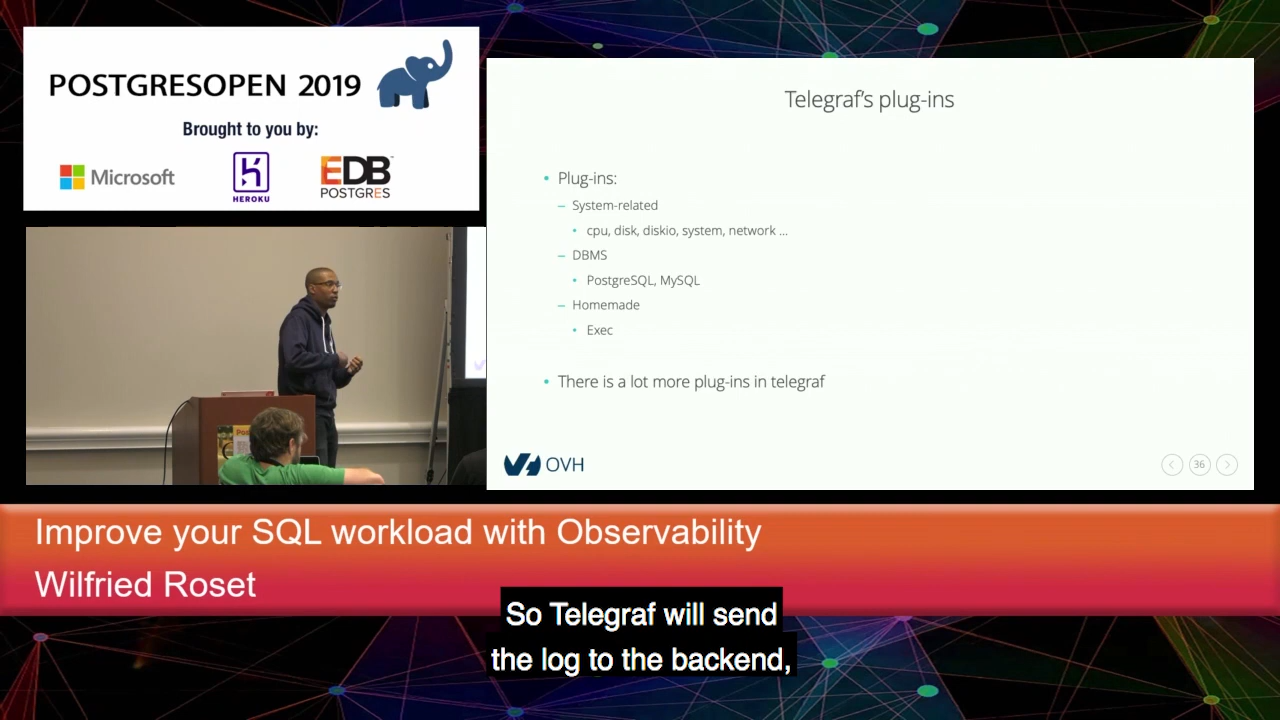 POSTGRESOPEN 2019
Brought to you by:
Microsoft
HEROKU
EDB
POSTGRES
Telegraf's plug-ins
• Plug-ins:
– System-related
• cpu, disk, diskio, system, network ...
– DBMS
• PostgreSQL, MySQL
– Homemade
• Exec
• There is a lot more plug-ins in telegraf
OVH
36
Improve your SQL workload with Observability
Wilfried Roset
So Telegraf will send
the log to the backend,